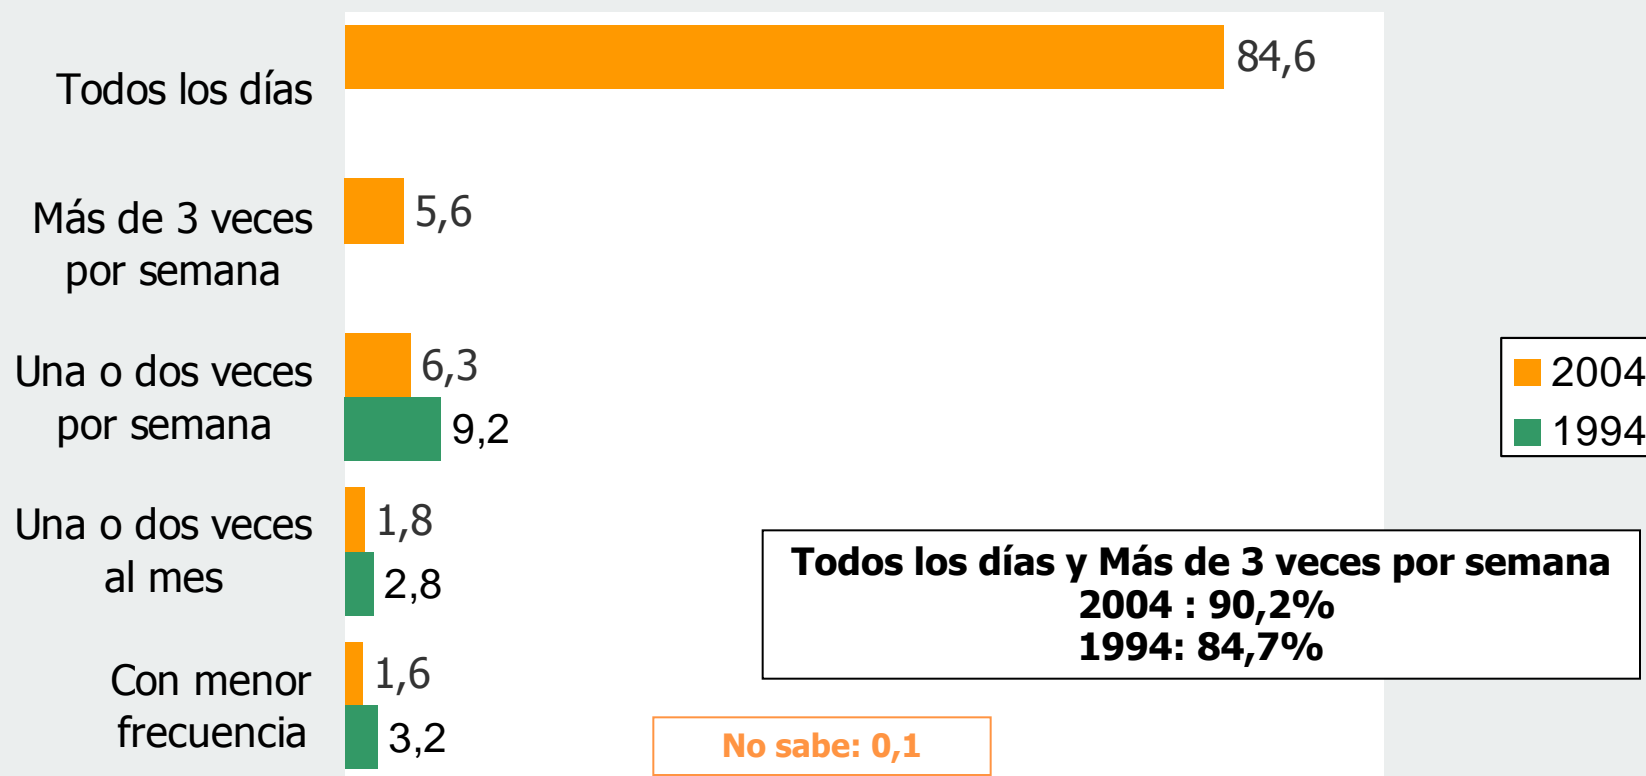 Todos los días
84,6
Más de 3 veces
por semana
5,6
Una o dos veces
por semana
6,3
9,2
Una o dos veces
al mes
1,8
2,8
Con menor
frecuencia
1,6
3,2
2004
1994
Todos los días y Más de 3 veces por semana
2004 : 90,2%
1994: 84,7%
No sabe: 0,1